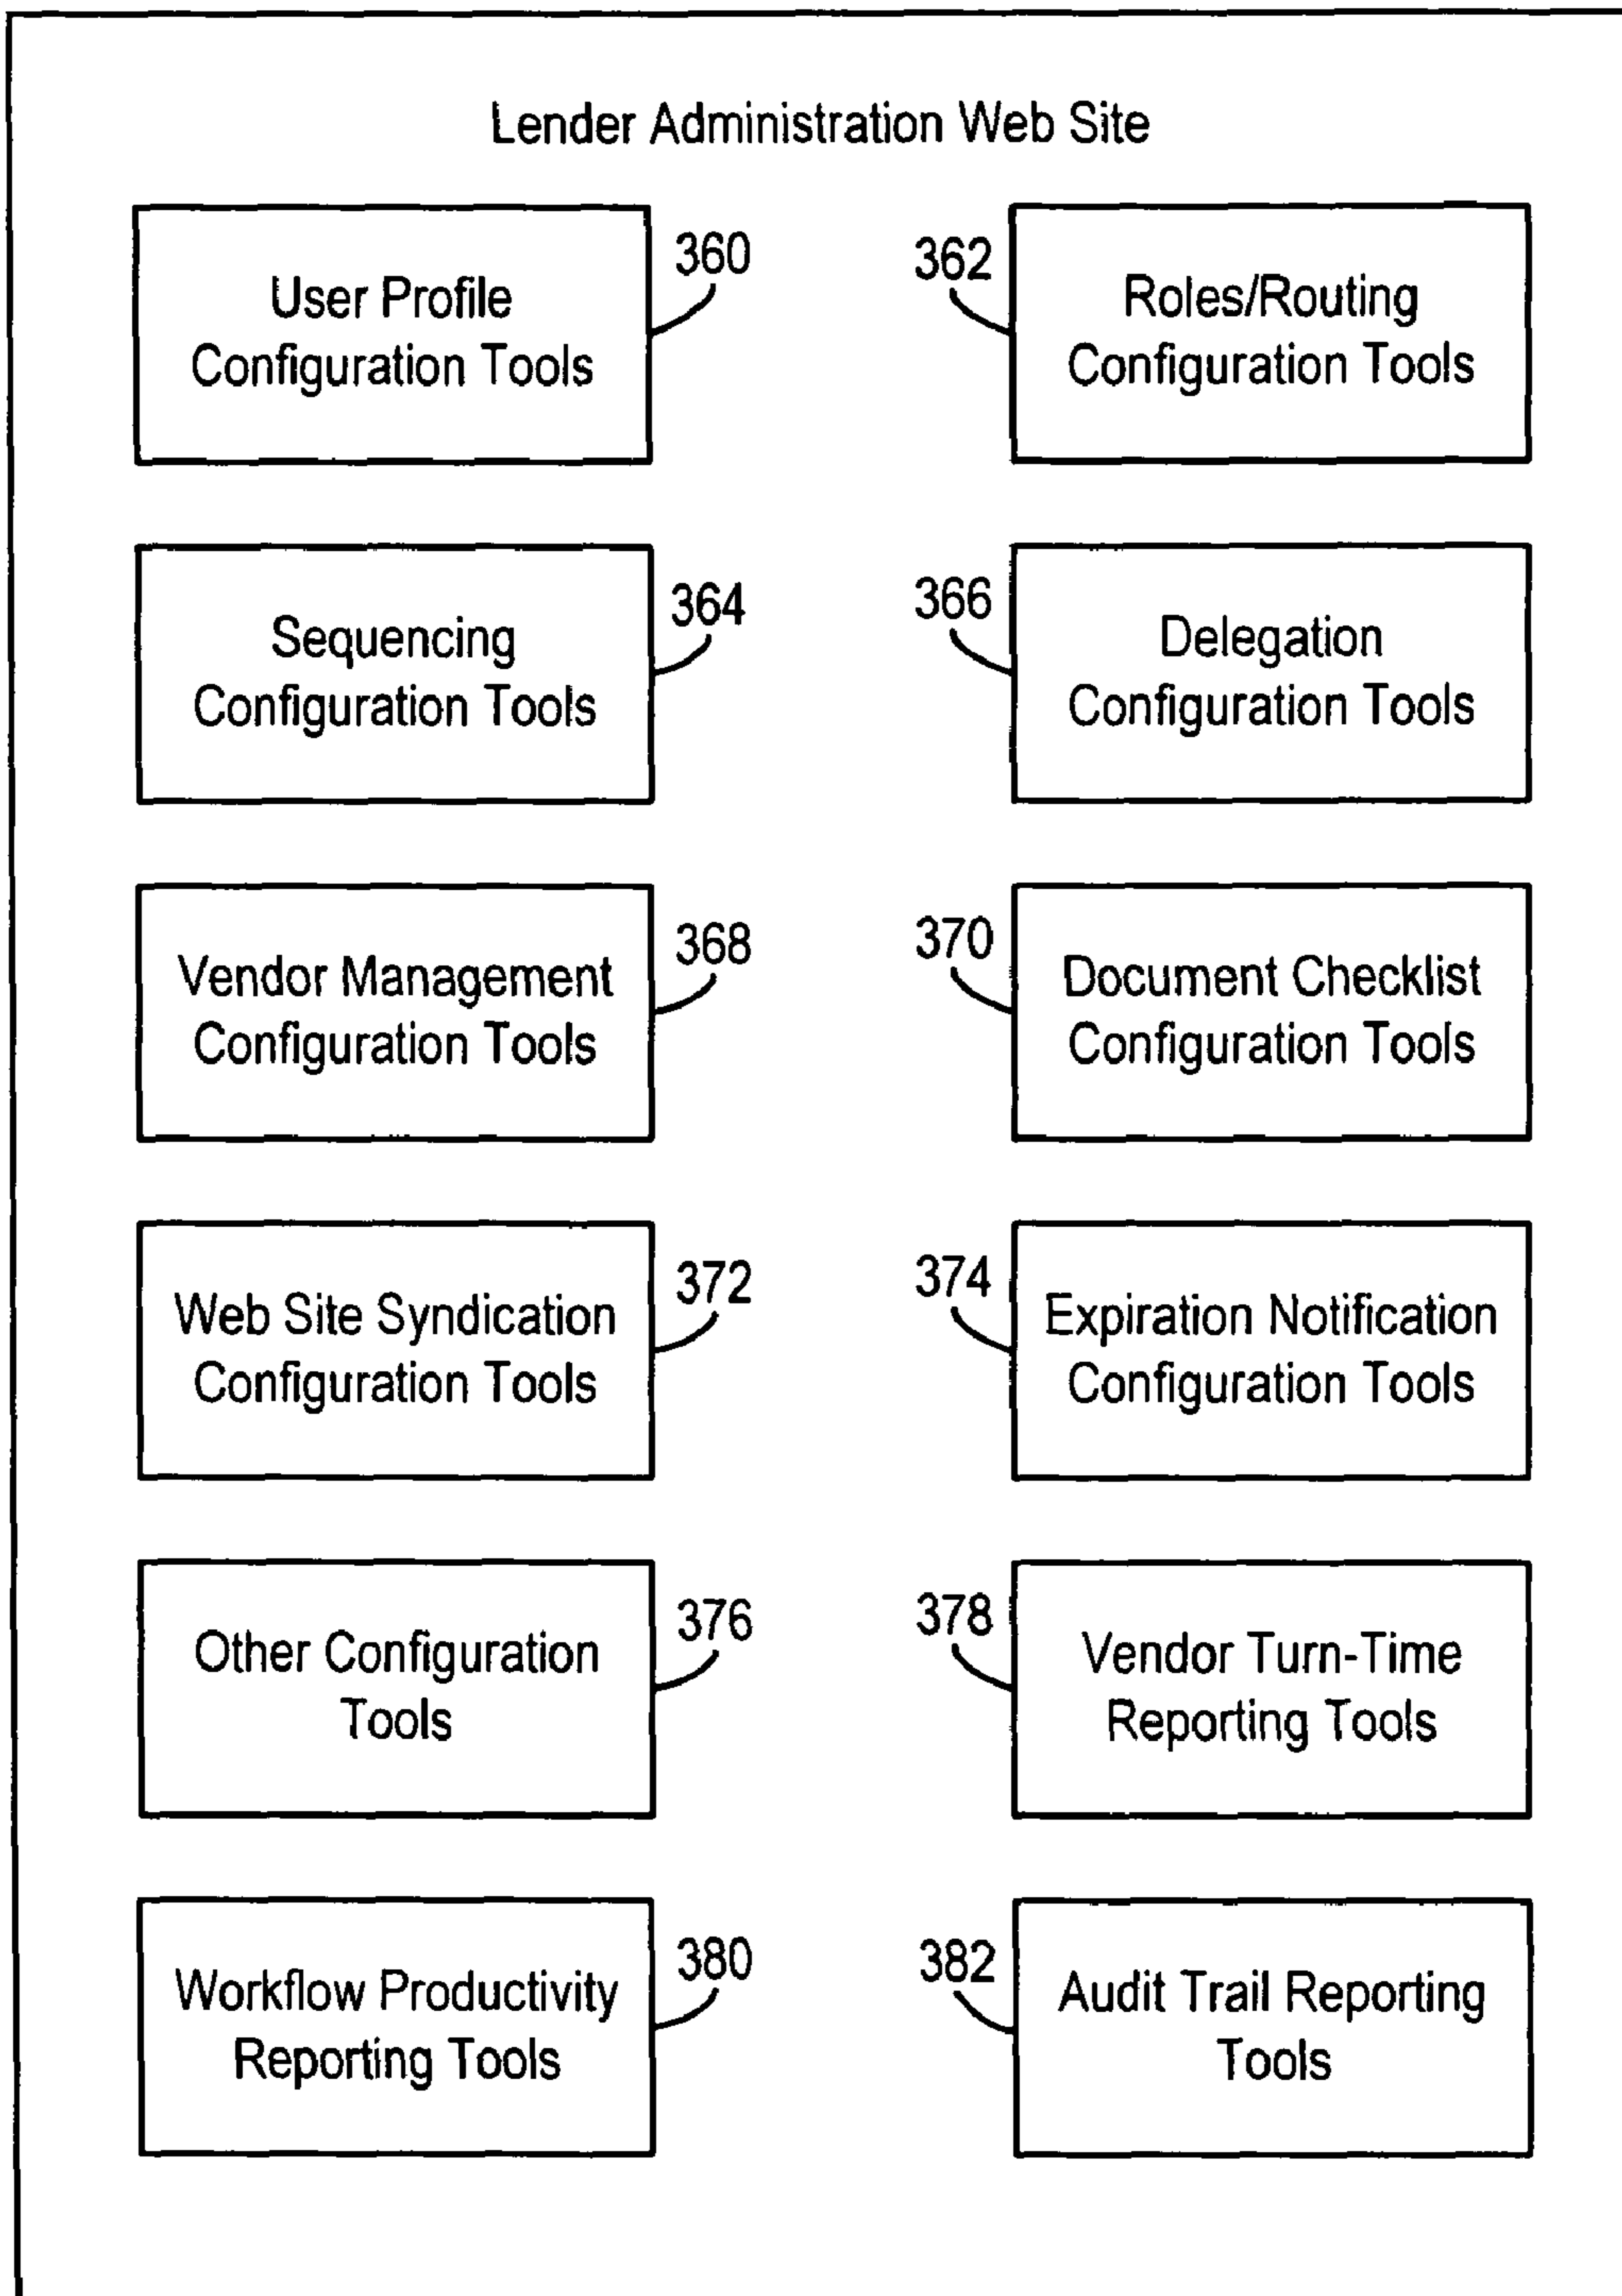 Lender Administration Web Site
User Profile
Configuration Tools
360
362
Roles/Routing
Configuration Tools
Sequencing
Configuration Tools
364
366
Delegation
Configuration Tools
Vendor Management
Configuration Tools
368
370
Document Checklist
Configuration Tools
Web Site Syndication
Configuration Tools
372
374
Expiration Notification
Configuration Tools
Other Configuration
Tools
376
378
Vendor Turn-Time
Reporting Tools
Workflow Productivity
Reporting Tools
380
382
Audit Trail Reporting
Tools